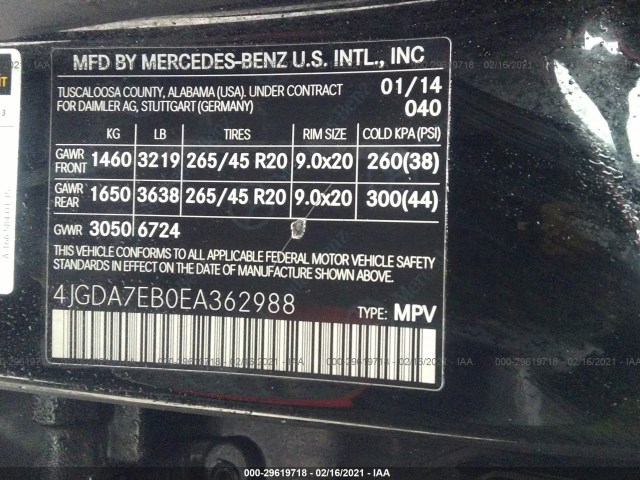 MFD BY MERCEDES-BENZ U.S. INTL., INC
TUSCALOOSA COUNTY, ALABAMA (USA). UNDER CONTRACT
FOR DAIMLER AG, STUTTGART (GERMANY)
01/14
040
KG LB TIRES RIM SIZE COLD KPA (PSI)
GAWR FRONT 1460 3219 265/45 R20 9.0x20 260(38)
GAWR REAR 1650 3638 265/45 R20 9.0x20 300(44)
GVWR 3050 6724
THIS VEHICLE CONFORMS TO ALL APPLICABLE FEDERAL MOTOR VEHICLE SAFETY
STANDARDS IN EFFECT ON THE DATE OF MANUFACTURE SHOWN ABOVE.
4JGDA7EB0EA362988
TYPE: MPV
000-29619718 - 02/16/2021 - IAA